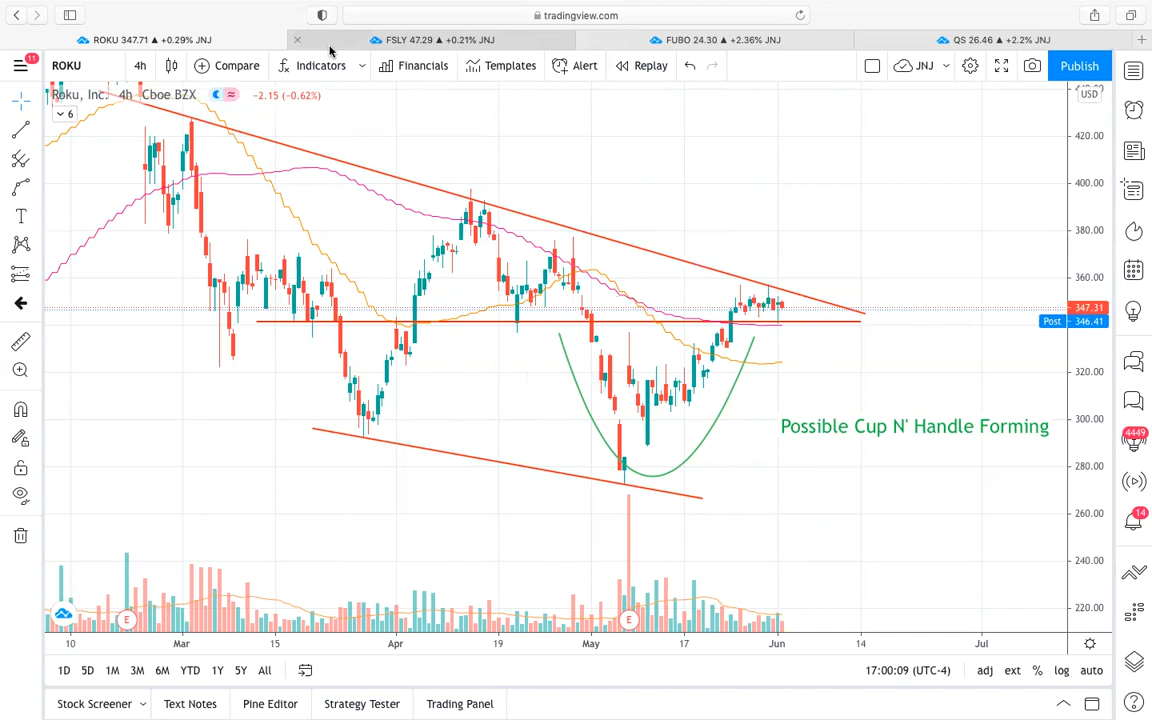 tradingview.com
ROKU 347.71 ▲ +0.29% JNJ
FSLY 47.29 ▲ +0.21% JNJ
FUBO 24.30 ▲ +2.36% JNJ
QS 26.46 ▲ +2.2% JNJ
11
ROKU
4h
Compare
Indicators
Financials
Templates
Alert
Replay
JNJ
Publish
Roku, Inc. 4h Cboe BZX
−2.15 (−0.62%)
6
USD
420.00
400.00
380.00
360.00
347.31
Post 346.41
320.00
300.00
280.00
260.00
240.00
220.00
Possible Cup N' Handle Forming
4449
14
E
E
10
Mar
19
Apr
May
17
Jun
14
Jul
1D
5D
1M
3M
6M
YTD
1Y
5Y
All
17:00:09 (UTC-4)
adj
ext
%
log
auto
Stock Screener
Text Notes
Pine Editor
Strategy Tester
Trading Panel